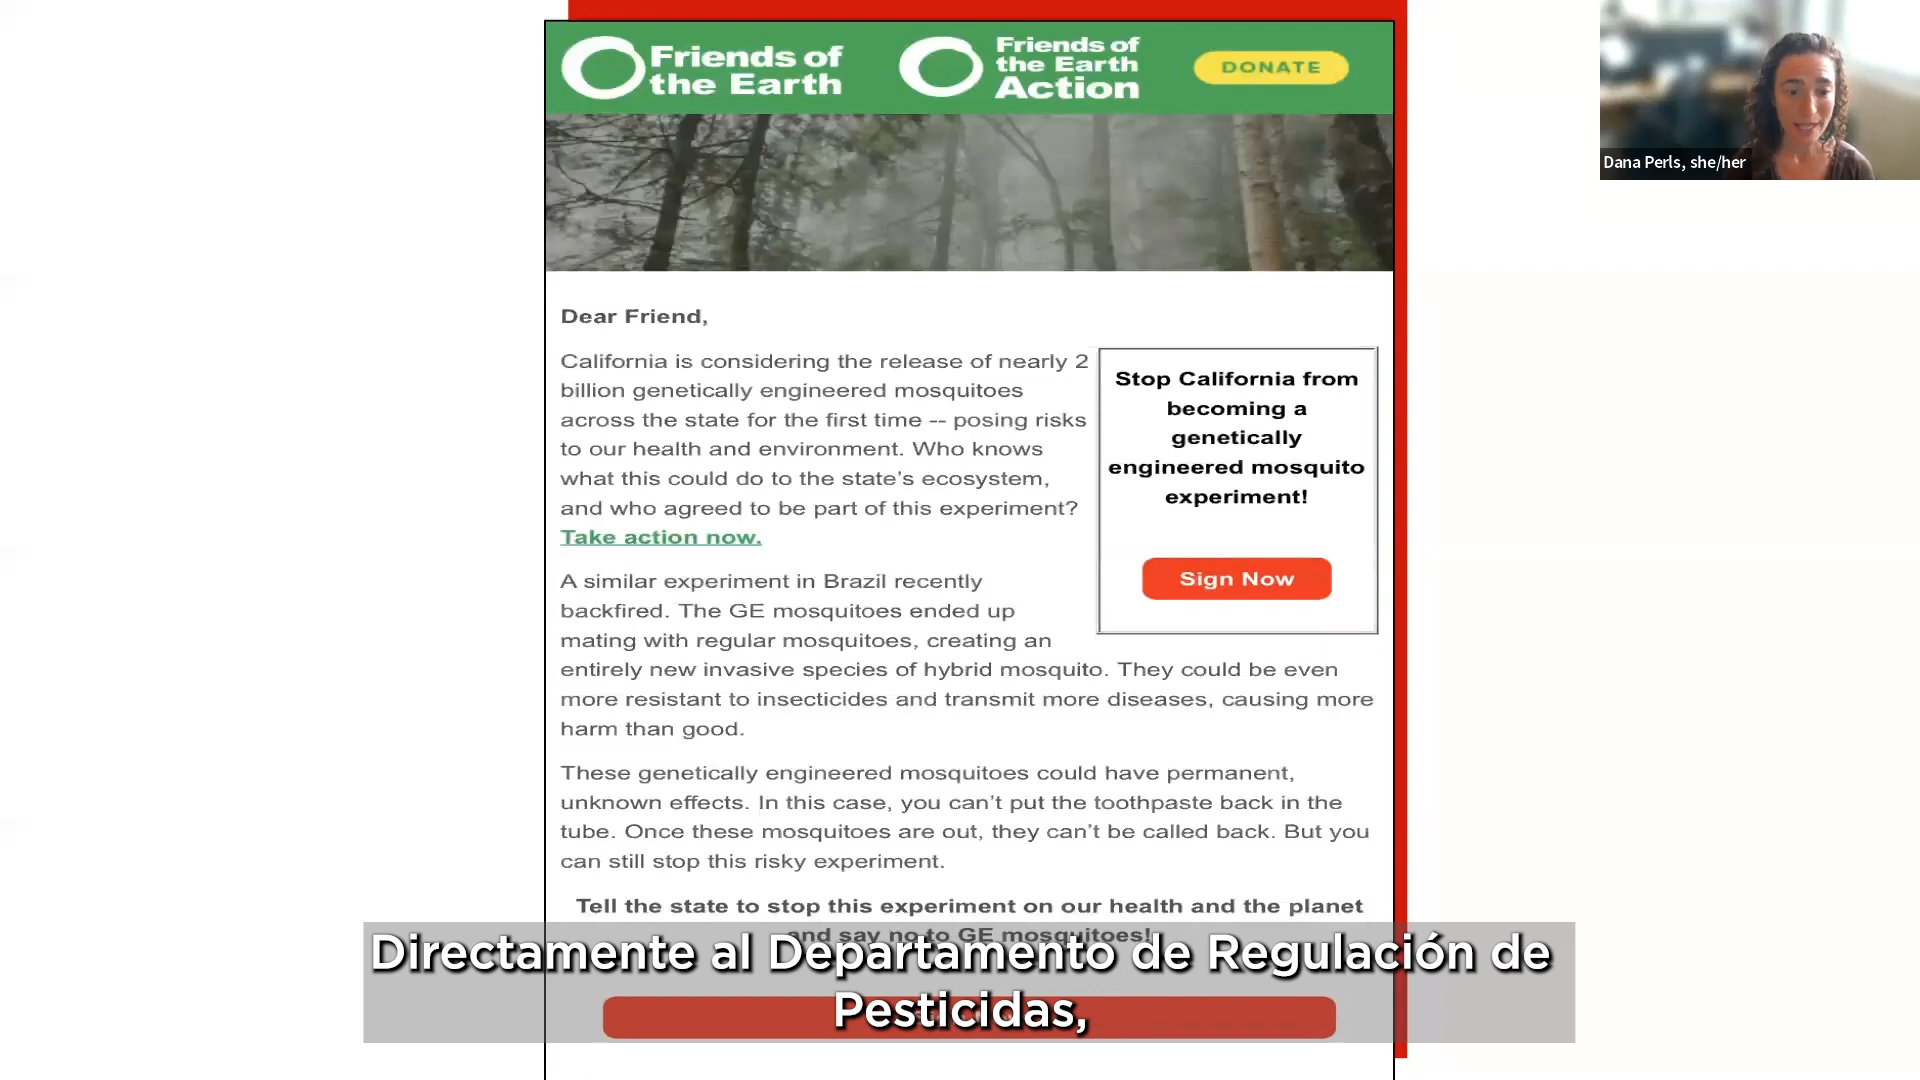 Friends of
the Earth
Friends of
the Earth
Action
DONATE
Dana Perls, she/her
Dear Friend,
California is considering the release of nearly 2
billion genetically engineered mosquitoes
across the state for the first time -- posing risks
to our health and environment. Who knows
what this could do to the state's ecosystem,
and who agreed to be part of this experiment?
Take action now.
Stop California from
becoming a
genetically
engineered mosquito
experiment!
Sign Now
A similar experiment in Brazil recently
backfired. The GE mosquitoes ended up
mating with regular mosquitoes, creating an
entirely new invasive species of hybrid mosquito. They could be even
more resistant to insecticides and transmit more diseases, causing more
harm than good.
These genetically engineered mosquitoes could have permanent,
unknown effects. In this case, you can't put the toothpaste back in the
tube. Once these mosquitoes are out, they can't be called back. But you
can still stop this risky experiment.
Tell the state to stop this experiment on our health and the planet
and say no to GE mosquitoes!
Directamente al Departamento de Regulación de
Pesticidas,